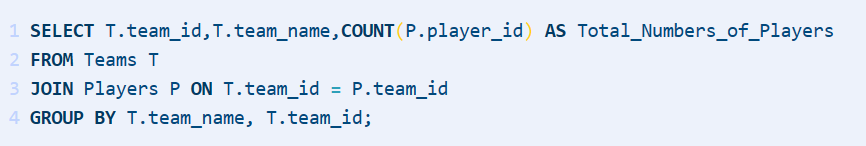 1 SELECT T.team_id,T.team_name,COUNT(P.player_id) AS Total_Numbers_of_Players
2 FROM Teams T
3 JOIN Players P ON T.team_id = P.team_id
4 GROUP BY T.team_name, T.team_id;